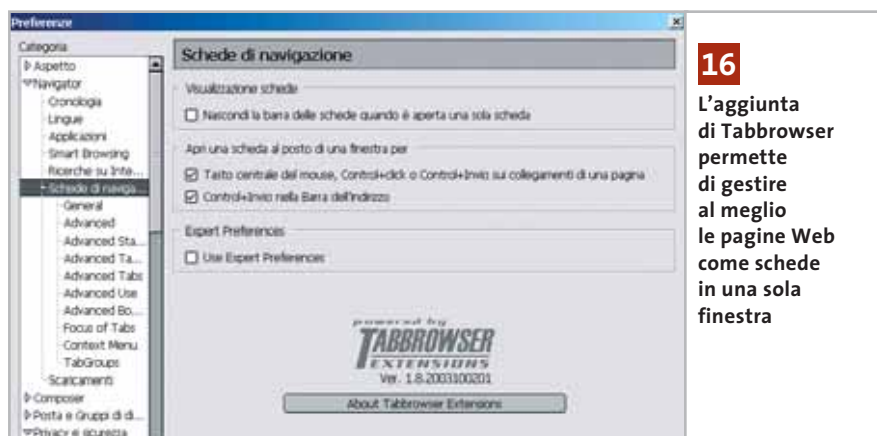 Preferenze
Categoria
Aspetto
Navigator
Cronologia
Lingue
Applicazioni
Smart Browsing
Ricerche su Inte...
Schede di naviga...
General
Advanced
Advanced Sta...
Advanced Ta...
Advanced Tabs
Advanced Use
Advanced Bo...
Focus of Tabs
Context Menu
TabGroups
Scaricamenti
Composer
Posta e Gruppi di di...
Privacy e sicurezza
Schede di navigazione
Visualizzazione schede
Nascondi la barra delle schede quando è aperta una sola scheda
Apri una scheda al posto di una finestra per
Tasto centrale del mouse, Control+click o Control+Invio sui collegamenti di una pagina
Control+Invio nella Barra dell'indirizzo
Expert Preferences
Use Expert Preferences
powered by
TABBROWSER
EXTENSIONS
Ver. 1.8.2003100201
About Tabbrowser Extensions
16
L'aggiunta
di Tabbrowser
permette
di gestire
al meglio
le pagine Web
come schede
in una sola
finestra